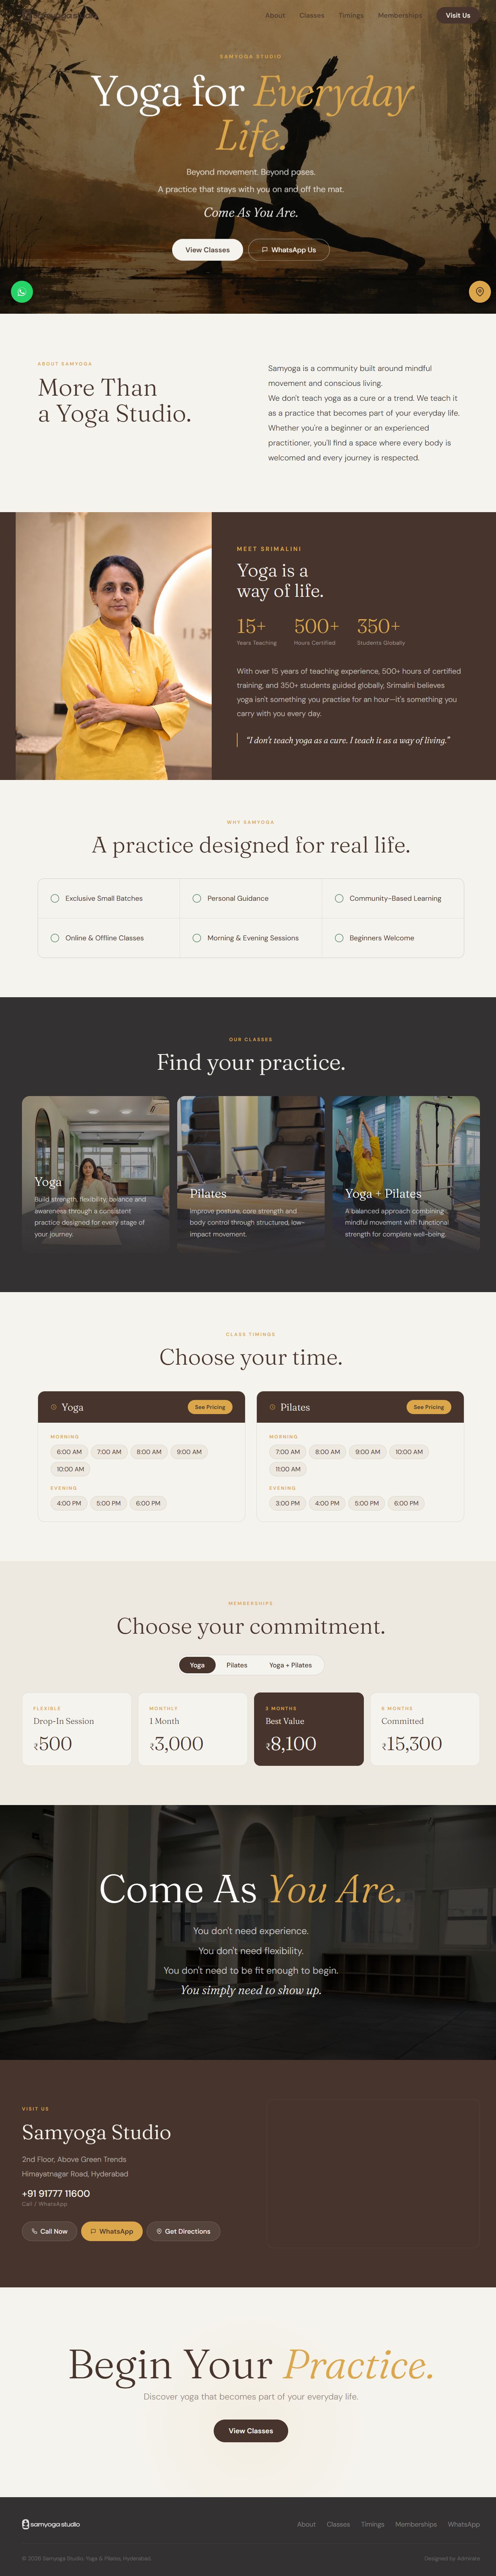 samyoga studio
About Classes Timings Memberships Visit Us
SAMYOGA STUDIO
Yoga for Everyday
Life.
Beyond movement. Beyond poses.
A practice that stays with you on and off the mat.
Come As You Are.
View Classes WhatsApp Us
ABOUT SAMYOGA
More Than
a Yoga Studio.
Samyoga is a community built around mindful
movement and conscious living.
We don't teach yoga as a cure or a trend. We teach it
as a practice that becomes part of your everyday life.
Whether you're a beginner or an experienced
practitioner, you'll find a space where every body is
welcomed and every journey is respected.
MEET SRIMALINI
Yoga is a
way of life.
15+ 500+ 350+
Years Teaching Hours Certified Students Globally
With over 15 years of teaching experience, 500+ hours of certified
training, and 350+ students guided globally, Srimalini believes
yoga isn't something you practise for an hour—it's something you
carry with you every day.
"I don't teach yoga as a cure. I teach it as a way of living."
WHY SAMYOGA
A practice designed for real life.
Exclusive Small Batches Personal Guidance Community-Based Learning
Online & Offline Classes Morning & Evening Sessions Beginners Welcome
OUR CLASSES
Find your practice.
Yoga
Build strength, flexibility, balance and
awareness through a consistent
practice designed for every stage of
your journey.
Pilates
Improve posture, core strength and
body control through structured, low-
impact movement.
Yoga + Pilates
A balanced approach combining
mindful movement with functional
strength for complete well-being.
CLASS TIMINGS
Choose your time.
Yoga See Pricing
MORNING
6:00 AM 7:00 AM 8:00 AM 9:00 AM
10:00 AM
EVENING
4:00 PM 5:00 PM 6:00 PM
Pilates See Pricing
MORNING
7:00 AM 8:00 AM 9:00 AM 10:00 AM
11:00 AM
EVENING
3:00 PM 4:00 PM 5:00 PM 6:00 PM
MEMBERSHIPS
Choose your commitment.
Yoga Pilates Yoga + Pilates
FLEXIBLE
Drop-In Session
₹500
MONTHLY
1 Month
₹3,000
3 MONTHS
Best Value
₹8,100
6 MONTHS
Committed
₹15,300
Come As You Are.
You don't need experience.
You don't need flexibility.
You don't need to be fit enough to begin.
You simply need to show up.
VISIT US
Samyoga Studio
2nd Floor, Above Green Trends
Himayatnagar Road, Hyderabad
+91 91777 11600
Call / WhatsApp
Call Now WhatsApp Get Directions
Begin Your Practice.
Discover yoga that becomes part of your everyday life.
View Classes
samyoga studio
About Classes Timings Memberships WhatsApp
© 2026 Samyoga Studio. Yoga & Pilates, Hyderabad.
Designed by Adminare